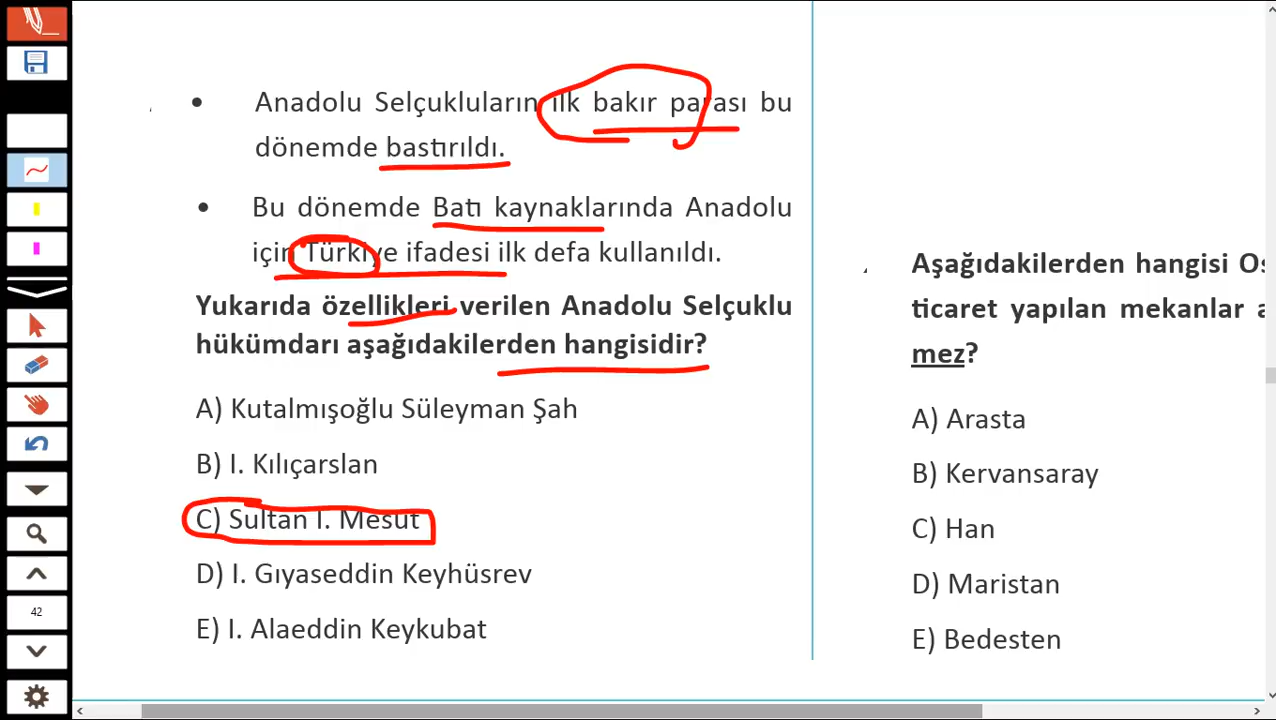 • Anadolu Selçukluların ilk bakır parası bu
dönemde bastırıldı.
• Bu dönemde Batı kaynaklarında Anadolu
için Türkiye ifadesi ilk defa kullanıldı.
Yukarıda özellikleri verilen Anadolu Selçuklu
hükümdarı aşağıdakilerden hangisidir?
A) Kutalmışoğlu Süleyman Şah
B) I. Kılıçarslan
C) Sultan I. Mesut
D) I. Gıyaseddin Keyhüsrev
E) I. Alaeddin Keykubat
Aşağıdakilerden hangisi Os
ticaret yapılan mekanlar a
mez?
A) Arasta
B) Kervansaray
C) Han
D) Maristan
E) Bedesten
42